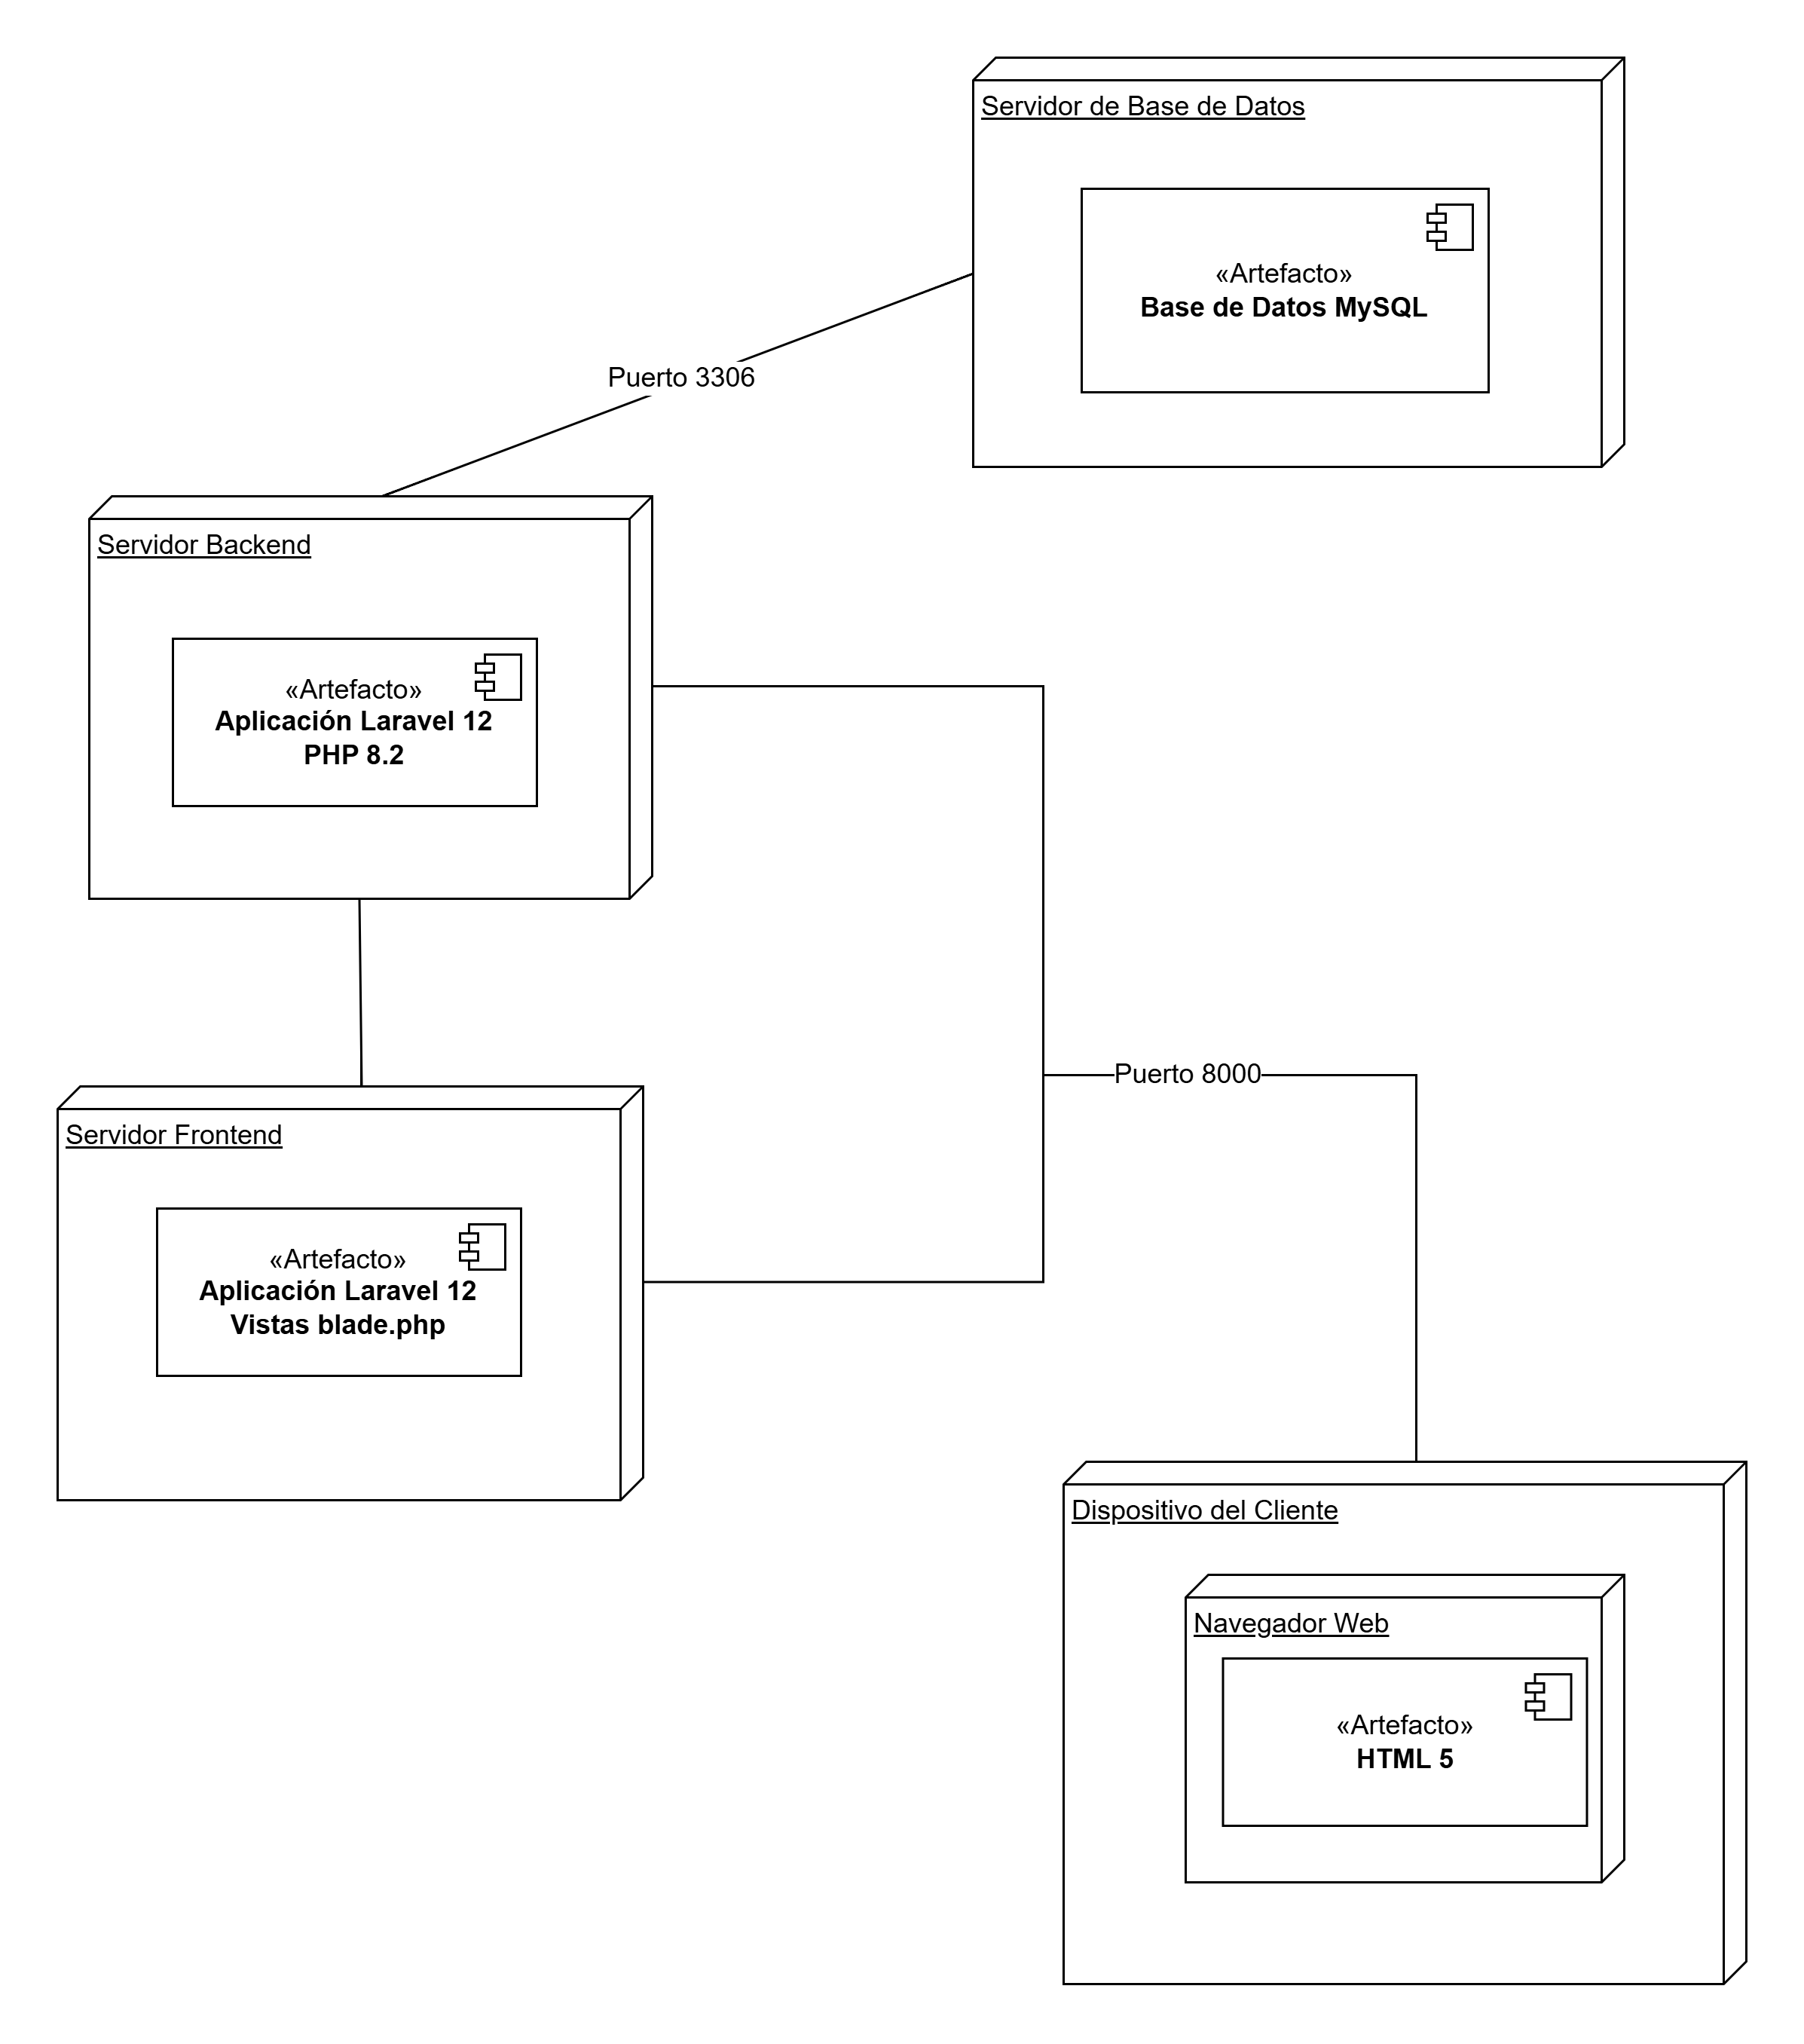 Servidor de Base de Datos
«Artefacto»
Base de Datos MySQL
Puerto 3306
Servidor Backend
«Artefacto»
Aplicación Laravel 12
PHP 8.2
Puerto 8000
Servidor Frontend
«Artefacto»
Aplicación Laravel 12
Vistas blade.php
Dispositivo del Cliente
Navegador Web
«Artefacto»
HTML 5